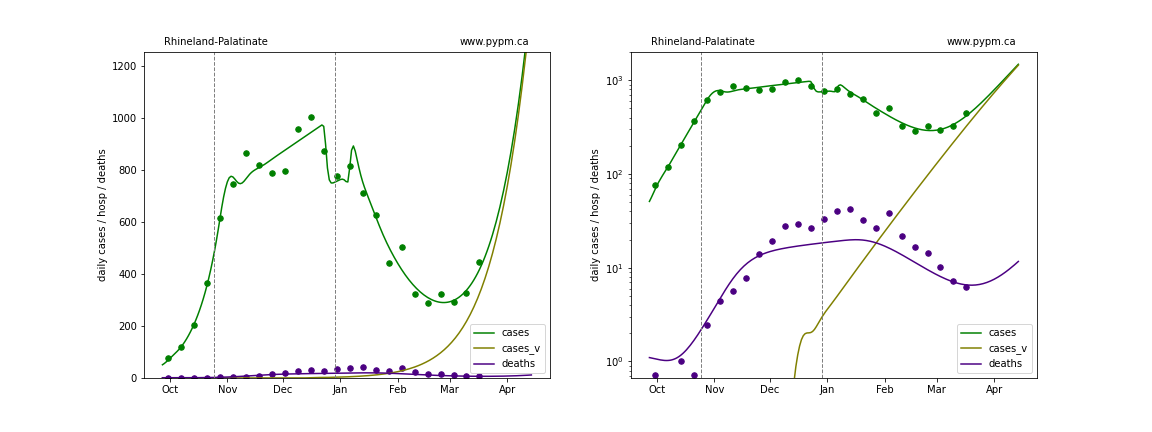 Rhineland-Palatinate www.pypm.ca
daily cases / hosp / deaths
1200
1000
800
600
400
200
0
Oct Nov Dec Jan Feb Mar Apr
cases
cases_v
deaths
Rhineland-Palatinate www.pypm.ca
daily cases / hosp / deaths
10³
10²
10¹
10⁰
Oct Nov Dec Jan Feb Mar Apr
cases
cases_v
deaths